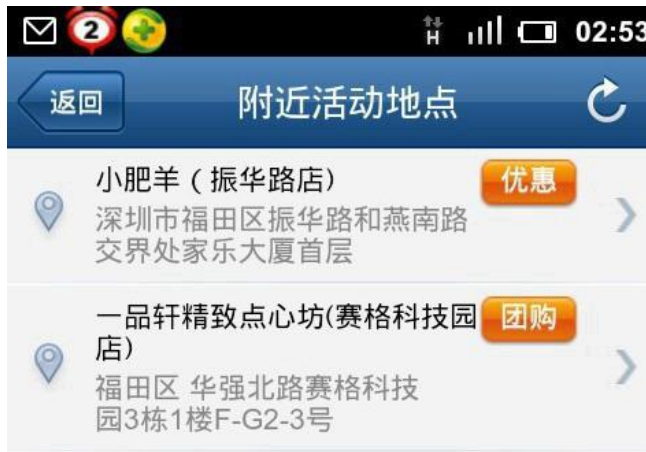 2
H
02:53
返回
附近活动地点
小肥羊（振华路店)
优惠
深圳市福田区振华路和燕南路
交界处家乐大厦首层
一品轩精致点心坊(赛格科技园
团购
店)
福田区 华强北路赛格科技
园3栋1楼F-G2-3号